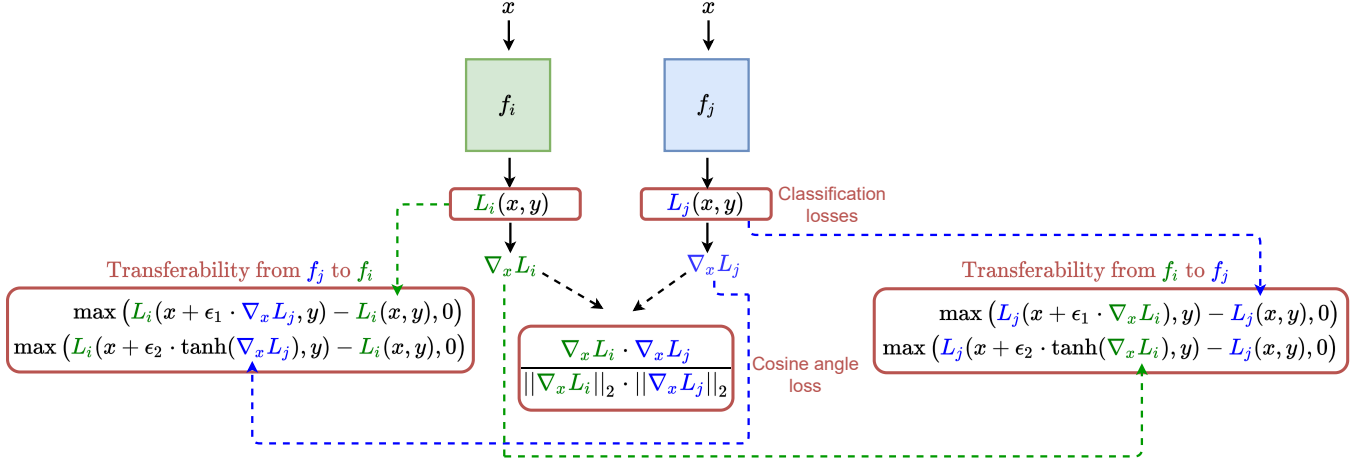 x x
f_i f_j
L_i(x, y) L_j(x, y) Classification
losses
∇_x L_i ∇_x L_j
Transferability from f_j to f_i
max (L_i(x + ϵ_1 · ∇_x L_j, y) − L_i(x, y), 0)
max (L_i(x + ϵ_2 · tanh(∇_x L_j), y) − L_i(x, y), 0)
∇_x L_i · ∇_x L_j
||∇_x L_i||_2 · ||∇_x L_j||_2
Cosine angle
loss
Transferability from f_i to f_j
max (L_j(x + ϵ_1 · ∇_x L_i), y) − L_j(x, y), 0)
max (L_j(x + ϵ_2 · tanh(∇_x L_i), y) − L_j(x, y), 0)